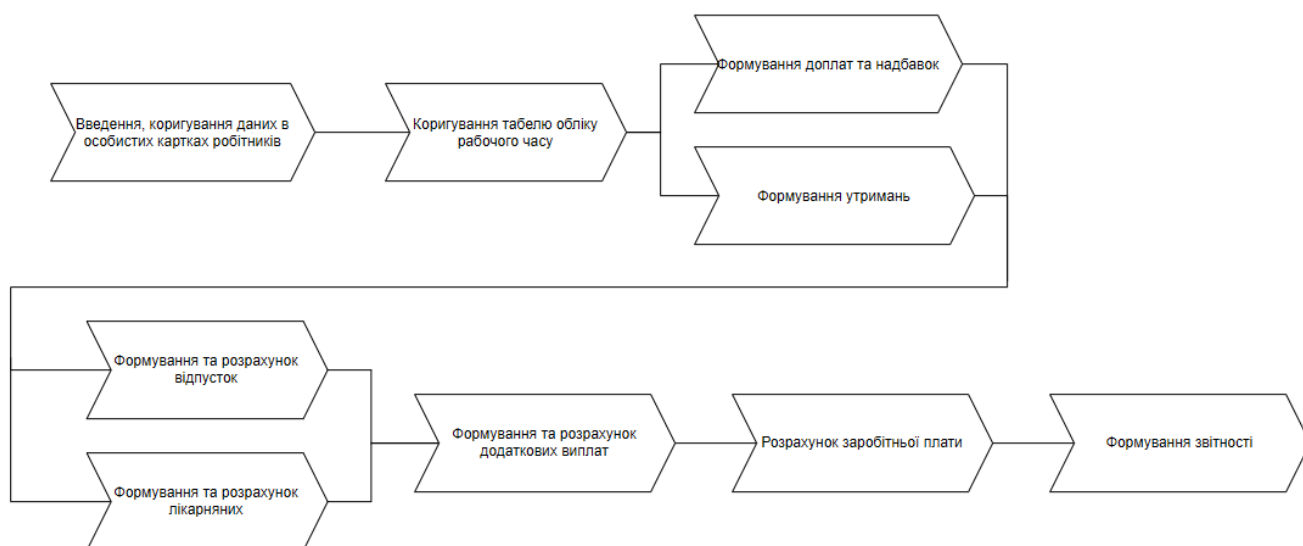 Формування доплат та надбавок
Введення, коригування даних в
особистих картках робітників
Коригування табелю обліку
рабочого часу
Формування утримань
Формування та розрахунок
відпусток
Формування та розрахунок
лікарняних
Формування та розрахунок
додаткових виплат
Розрахунок заробітньої плати
Формування звітності